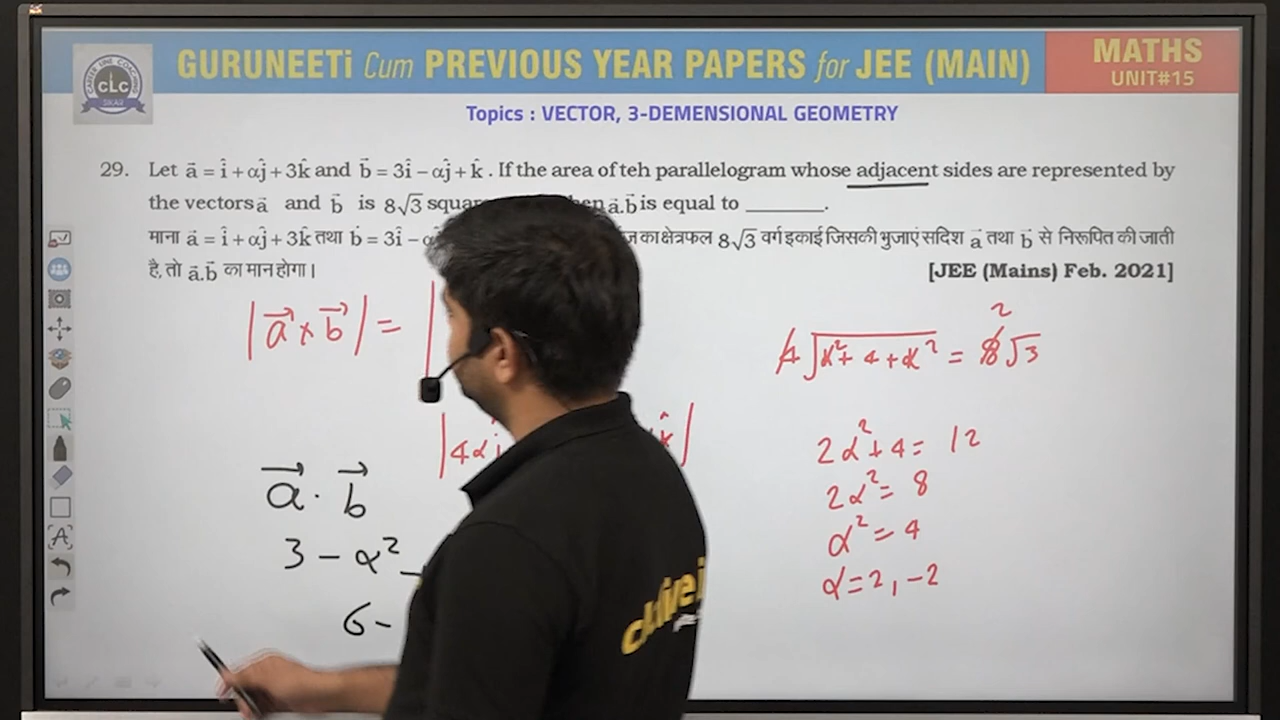 GURUNEETi Cum PREVIOUS YEAR PAPERS for JEE (MAIN)
MATHS
UNIT#15
CLC
SIKAR
Topics : VECTOR, 3-DEMENSIONAL GEOMETRY
29. Let a⃗ = î + αĵ + 3k̂ and b⃗ = 3î − αĵ + k̂ . If the area of teh parallelogram whose adjacent sides are represented by
the vectors a⃗ and b⃗ is 8√3 a⃗.b⃗ is equal to ________.
माना a⃗ = î + αĵ + 3k̂ तथा b⃗ = 3î − का क्षेत्रफल 8√3 वर्ग इकाई जिसकी भुजाएं सदिश a⃗ तथा b⃗ से निरूपित की जाती
है, तो a⃗.b⃗ का मान होगा।
[JEE (Mains) Feb. 2021]
|a⃗ × b⃗| = |
|4αî k̂|
a⃗ . b⃗
3 − α²
6 −
4√α² + 4 + α² = 8√3
2
2α² + 4 = 12
2α² = 8
α² = 4
α = 2, −2